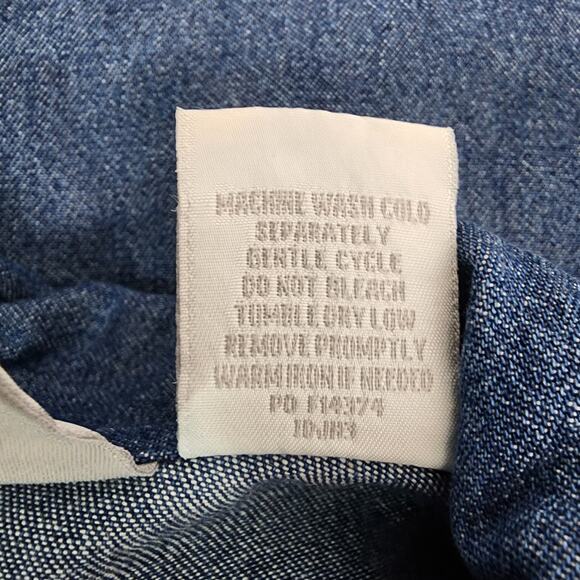 MACHINE WASH COLD
SEPARATELY
GENTLE CYCLE
DO NOT BLEACH
TUMBLE DRY LOW
REMOVE PROMPTLY
WARM IRON IF NEEDED
PO F14374